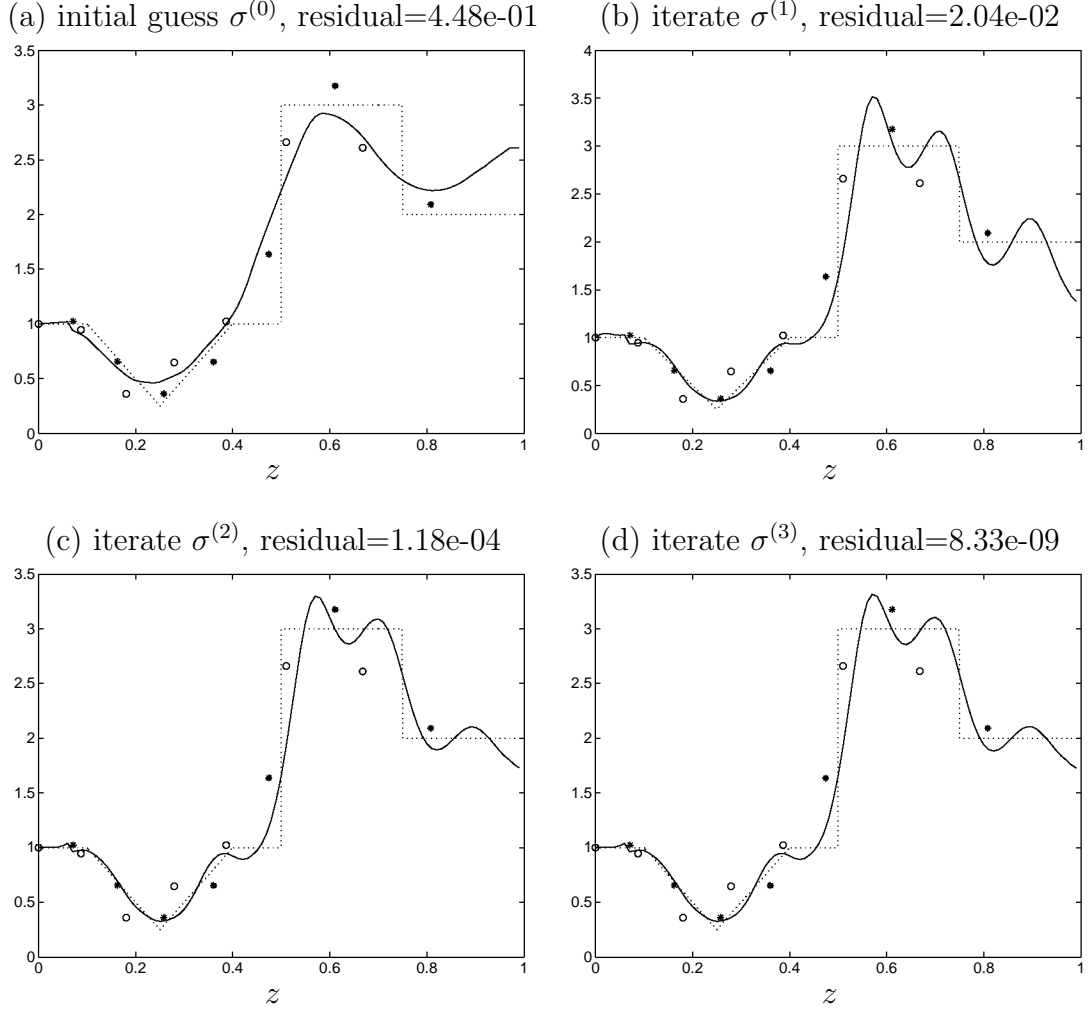 (a) initial guess σ⁽⁰⁾, residual=4.48e-01
3.5
3
2.5
2
1.5
1
0.5
0
0 0.2 0.4 0.6 0.8 1
z
(b) iterate σ⁽¹⁾, residual=2.04e-02
4
3.5
3
2.5
2
1.5
1
0.5
0
0 0.2 0.4 0.6 0.8 1
z
(c) iterate σ⁽²⁾, residual=1.18e-04
3.5
3
2.5
2
1.5
1
0.5
0
0 0.2 0.4 0.6 0.8 1
z
(d) iterate σ⁽³⁾, residual=8.33e-09
3.5
3
2.5
2
1.5
1
0.5
0
0 0.2 0.4 0.6 0.8 1
z